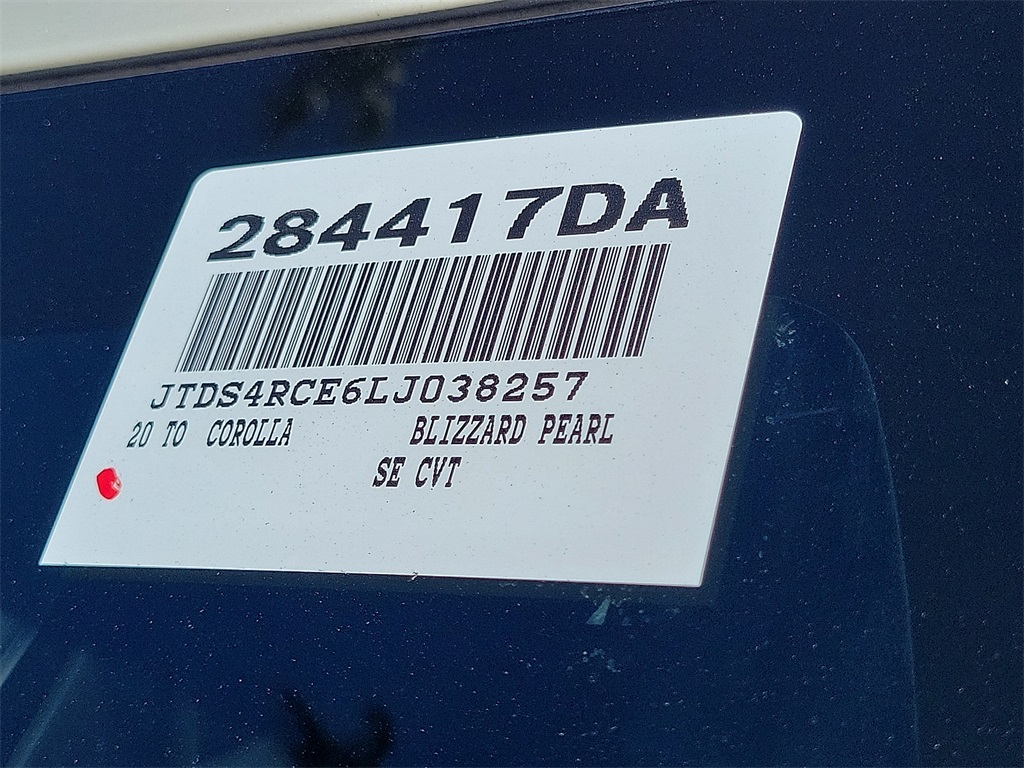 284417DA
JTDS4RCE6LJ038257
20 TO COROLLA BLIZZARD PEARL
SE CVT